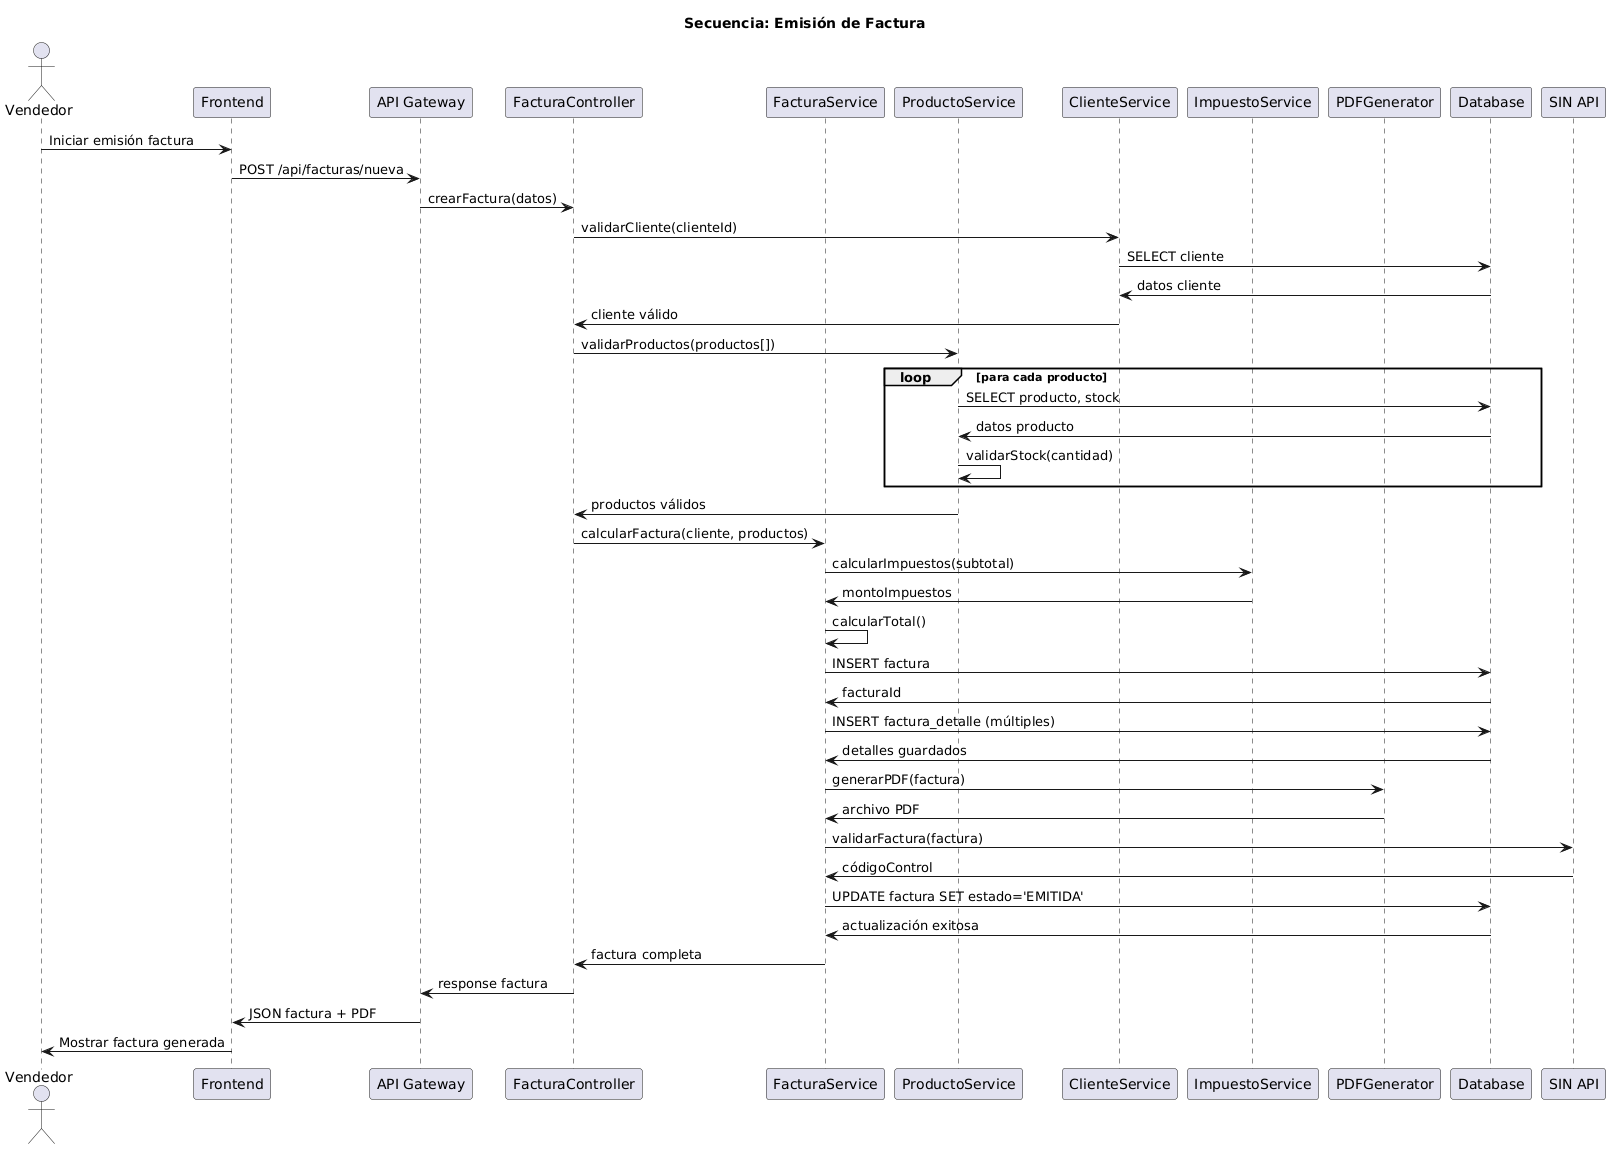 Secuencia: Emisión de Factura
Vendedor
Frontend
API Gateway
FacturaController
FacturaService
ProductoService
ClienteService
ImpuestoService
PDFGenerator
Database
SIN API
Iniciar emisión factura
POST /api/facturas/nueva
crearFactura(datos)
validarCliente(clienteId)
SELECT cliente
datos cliente
cliente válido
validarProductos(productos[])
loop [para cada producto]
SELECT producto, stock
datos producto
validarStock(cantidad)
productos válidos
calcularFactura(cliente, productos)
calcularImpuestos(subtotal)
montoImpuestos
calcularTotal()
INSERT factura
facturaId
INSERT factura_detalle (múltiples)
detalles guardados
generarPDF(factura)
archivo PDF
validarFactura(factura)
códigoControl
UPDATE factura SET estado='EMITIDA'
actualización exitosa
factura completa
response factura
JSON factura + PDF
Mostrar factura generada
Vendedor
Frontend
API Gateway
FacturaController
FacturaService
ProductoService
ClienteService
ImpuestoService
PDFGenerator
Database
SIN API